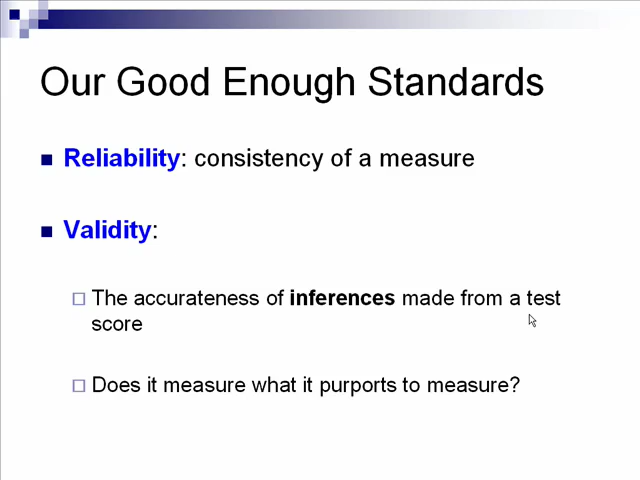 Our Good Enough Standards
Reliability: consistency of a measure
Validity:
The accurateness of inferences made from a test
score
Does it measure what it purports to measure?